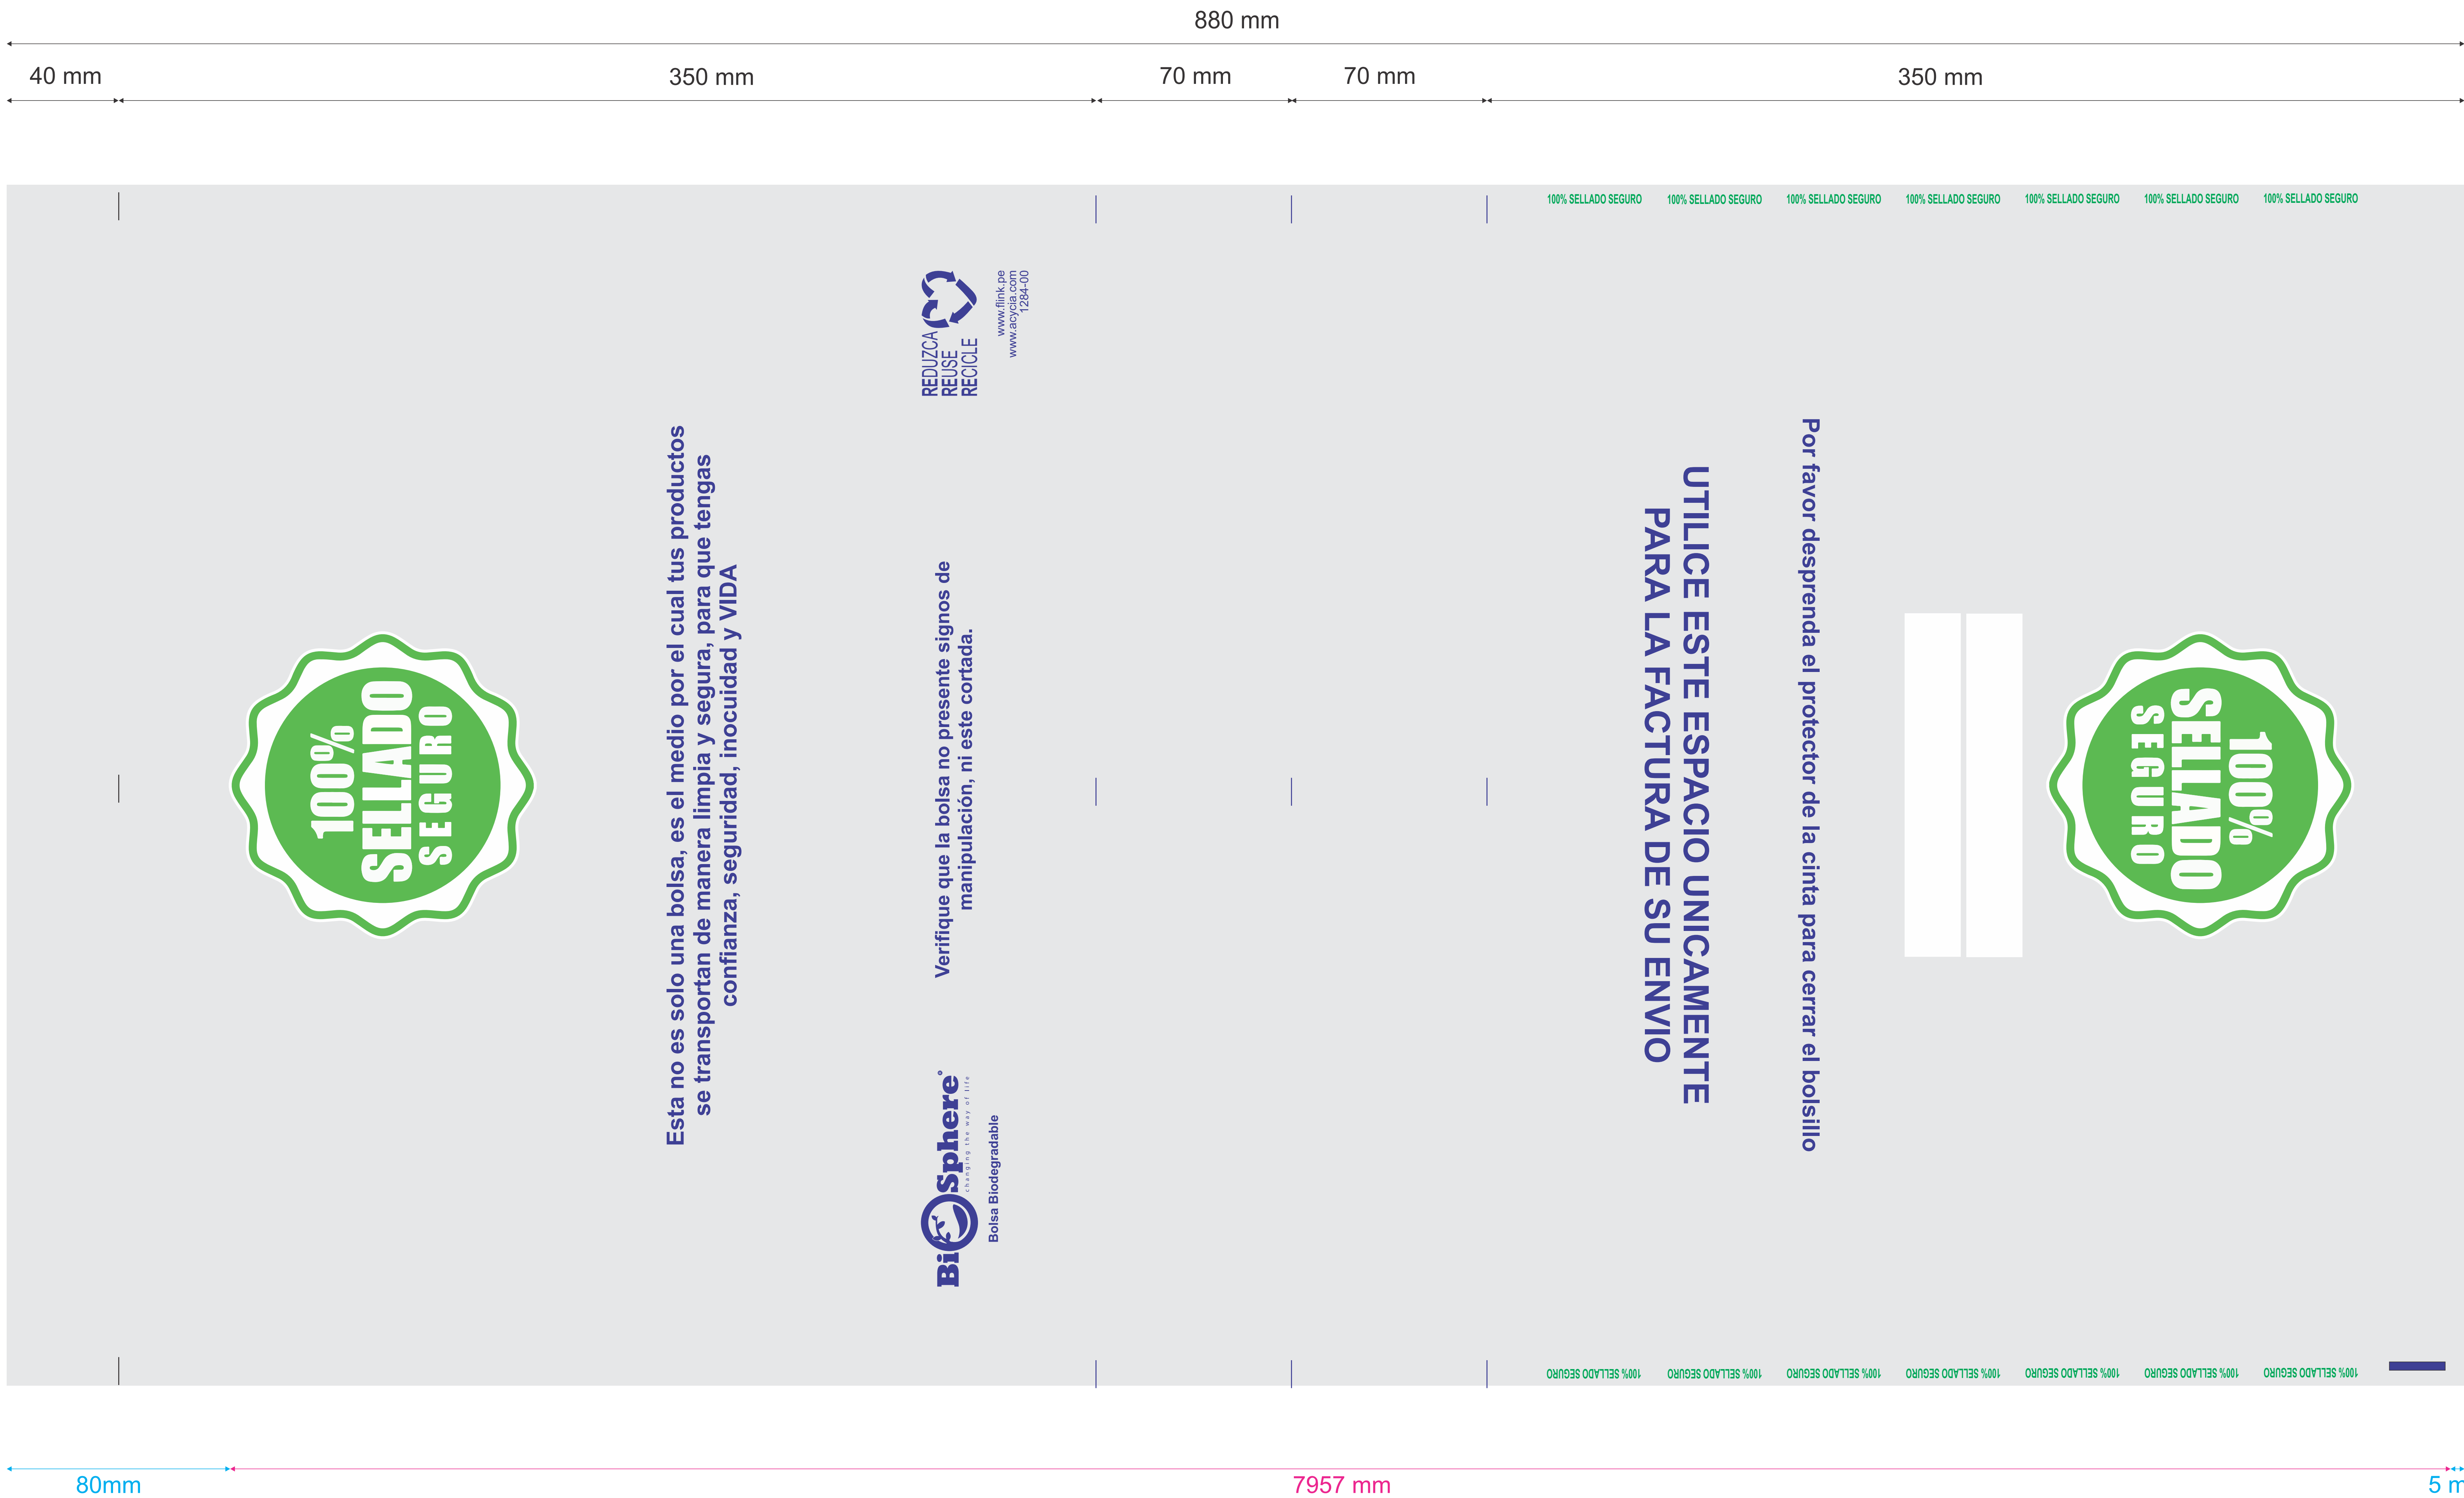 880 mm
40 mm
350 mm
70 mm
70 mm
350 mm
100% SELLADO SEGURO
100% SELLADO SEGURO
100% SELLADO SEGURO
100% SELLADO SEGURO
100% SELLADO SEGURO
100% SELLADO SEGURO
100% SELLADO SEGURO
100%
SELLADO
SEGURO
Esta no es solo una bolsa, es el medio por el cual tus productos
se transportan de manera limpia y segura, para que tengas
confianza, seguridad, inocuidad y VIDA
REDUZCA
REUSE
RECICLE
www.flink.pe
www.acycia.com
1284-00
Verifique que la bolsa no presente signos de
manipulación, ni este cortada.
BioSphere®
changing the way of life
Bolsa Biodegradable
UTILICE ESTE ESPACIO UNICAMENTE
PARA LA FACTURA DE SU ENVIO
Por favor desprenda el protector de la cinta para cerrar el bolsillo
100%
SELLADO
SEGURO
100% SELLADO SEGURO
100% SELLADO SEGURO
100% SELLADO SEGURO
100% SELLADO SEGURO
100% SELLADO SEGURO
100% SELLADO SEGURO
100% SELLADO SEGURO
80mm
7957 mm
5 m